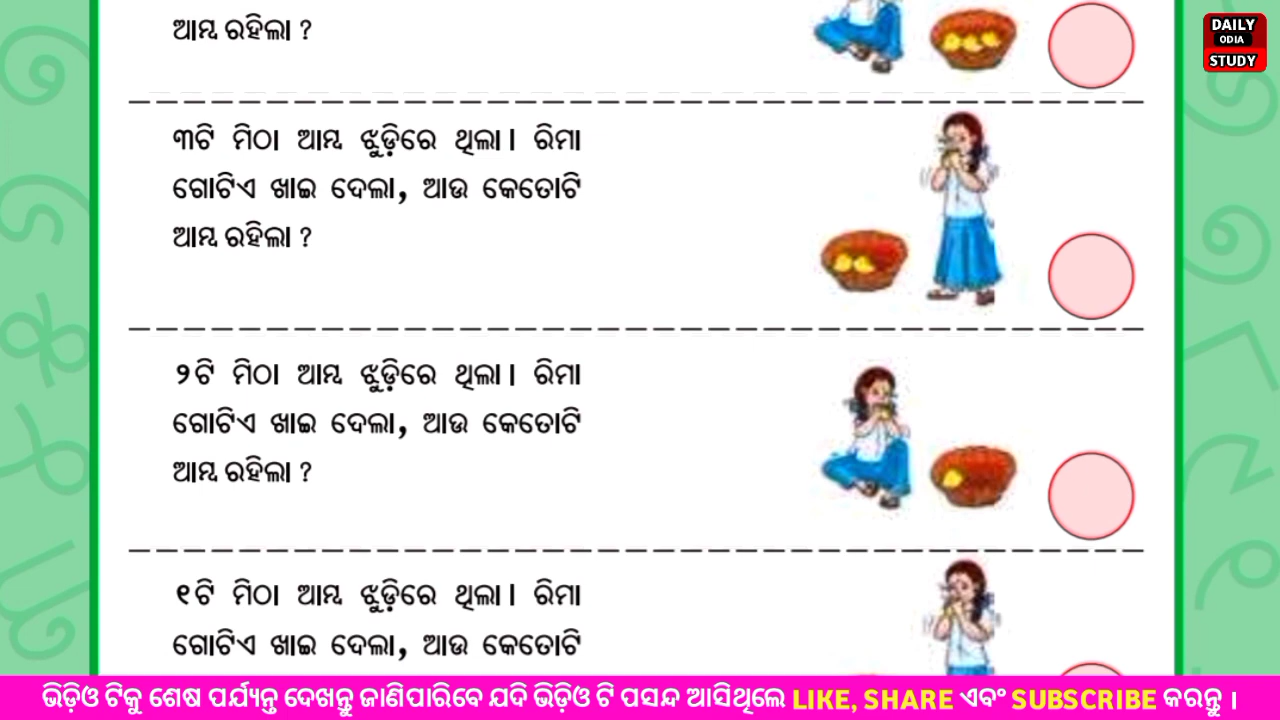 ଆମ୍ବ ରହିଲା ?
DAILY
ODIA
STUDY
୩ଟି ମିଠା ଆମ୍ବ ଝୁଡ଼ିରେ ଥିଲା। ରିମା
ଗୋଟିଏ ଖାଇ ଦେଲା, ଆଉ କେତୋଟି
ଆମ୍ବ ରହିଲା ?
୨ଟି ମିଠା ଆମ୍ବ ଝୁଡ଼ିରେ ଥିଲା। ରିମା
ଗୋଟିଏ ଖାଇ ଦେଲା, ଆଉ କେତୋଟି
ଆମ୍ବ ରହିଲା ?
୧ଟି ମିଠା ଆମ୍ବ ଝୁଡ଼ିରେ ଥିଲା। ରିମା
ଗୋଟିଏ ଖାଇ ଦେଲା, ଆଉ କେତୋଟି
ଭିଡ଼ିଓ ଟିକୁ ଶେଷ ପର୍ଯ୍ୟନ୍ତ ଦେଖନ୍ତୁ ଜାଣିପାରିବେ ଯଦି ଭିଡ଼ିଓ ଟି ପସନ୍ଦ ଆସିଥିଲେ LIKE, SHARE ଏବଂ SUBSCRIBE କରନ୍ତୁ ।